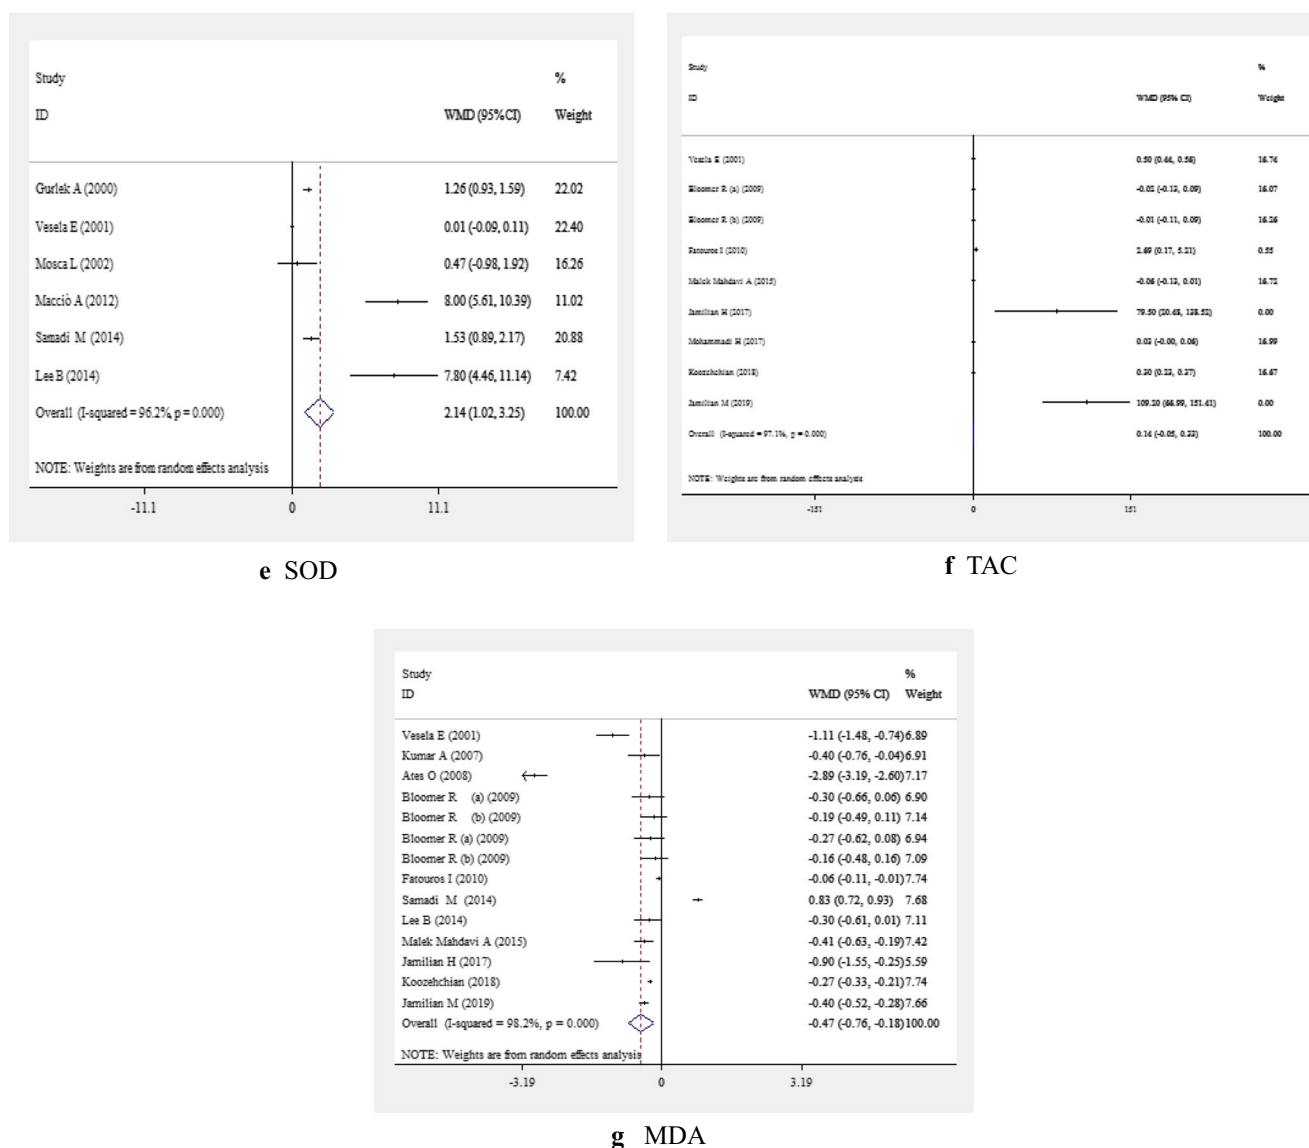 Study %
ID WMD (95%CI) Weight
Gurlek A (2000) 1.26 (0.93, 1.59) 22.02
Vesela E (2001) 0.01 (-0.09, 0.11) 22.40
Mosca L (2002) 0.47 (-0.98, 1.92) 16.26
Macciò A (2012) 8.00 (5.61, 10.39) 11.02
Samadi M (2014) 1.53 (0.89, 2.17) 20.88
Lee B (2014) 7.80 (4.46, 11.14) 7.42
Overall (I-squared = 96.2%, p = 0.000) 2.14 (1.02, 3.25) 100.00
NOTE: Weights are from random effects analysis
-11.1 0 11.1
e SOD
Study %
ID WMD (95% CI) Weight
Vesela E (2001) 0.50 (0.44, 0.56) 16.74
Bloomer R (a) (2009) -0.02 (-0.13, 0.09) 16.07
Bloomer R (b) (2009) -0.01 (-0.11, 0.09) 16.26
Fatouros I (2010) 2.69 (0.17, 5.21) 0.55
Malek Mahdavi A (2015) -0.06 (-0.13, 0.01) 16.72
Jamilian H (2017) 79.50 (20.48, 138.52) 0.00
Mohammadi H (2017) 0.03 (-0.00, 0.06) 16.99
Koozehchian (2018) 0.30 (0.23, 0.37) 16.67
Jamilian M (2019) 109.20 (66.99, 151.41) 0.00
Overall (I-squared = 97.1%, p = 0.000) 0.14 (-0.05, 0.33) 100.00
NOTE: Weights are from random effects analysis
-151 0 151
f TAC
Study %
ID WMD (95% CI) Weight
Vesela E (2001) -1.11 (-1.48, -0.74) 6.89
Kumar A (2007) -0.40 (-0.76, -0.04) 6.91
Ates O (2008) -2.89 (-3.19, -2.60) 7.17
Bloomer R (a) (2009) -0.30 (-0.66, 0.06) 6.90
Bloomer R (b) (2009) -0.19 (-0.49, 0.11) 7.14
Bloomer R (a) (2009) -0.27 (-0.62, 0.08) 6.94
Bloomer R (b) (2009) -0.16 (-0.48, 0.16) 7.09
Fatouros I (2010) -0.06 (-0.11, -0.01) 7.74
Samadi M (2014) 0.83 (0.72, 0.93) 7.68
Lee B (2014) -0.30 (-0.61, 0.01) 7.11
Malek Mahdavi A (2015) -0.41 (-0.63, -0.19) 7.42
Jamilian H (2017) -0.90 (-1.55, -0.25) 5.59
Koozehchian (2018) -0.27 (-0.33, -0.21) 7.74
Jamilian M (2019) -0.40 (-0.52, -0.28) 7.66
Overall (I-squared = 98.2%, p = 0.000) -0.47 (-0.76, -0.18) 100.00
NOTE: Weights are from random effects analysis
-3.19 0 3.19
g MDA